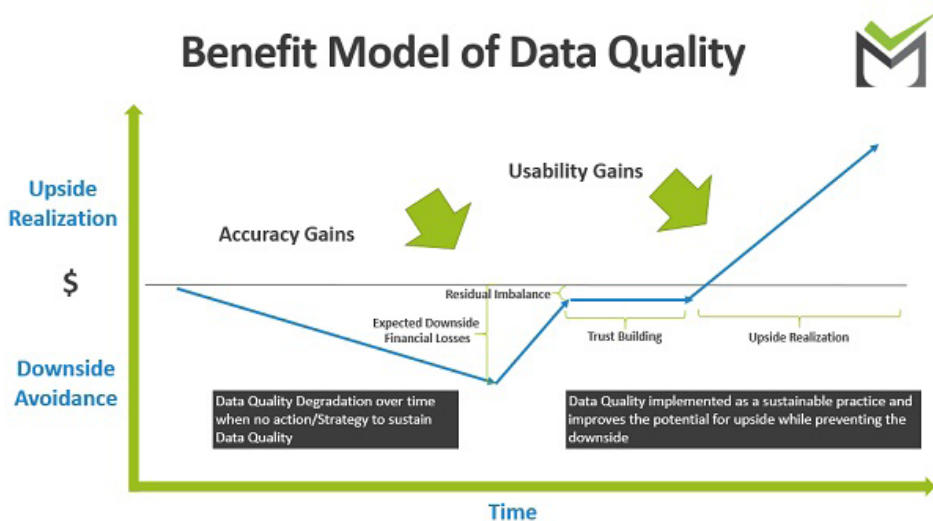 Benefit Model of Data Quality
Upside
Realization
$
Downside
Avoidance
Accuracy Gains
Usability Gains
Residual Imbalance
Expected Downside
Financial Losses
Trust Building
Upside Realization
Data Quality Degradation over time
when no action/Strategy to sustain
Data Quality
Data Quality implemented as a sustainable practice and
improves the potential for upside while preventing the
downside
Time